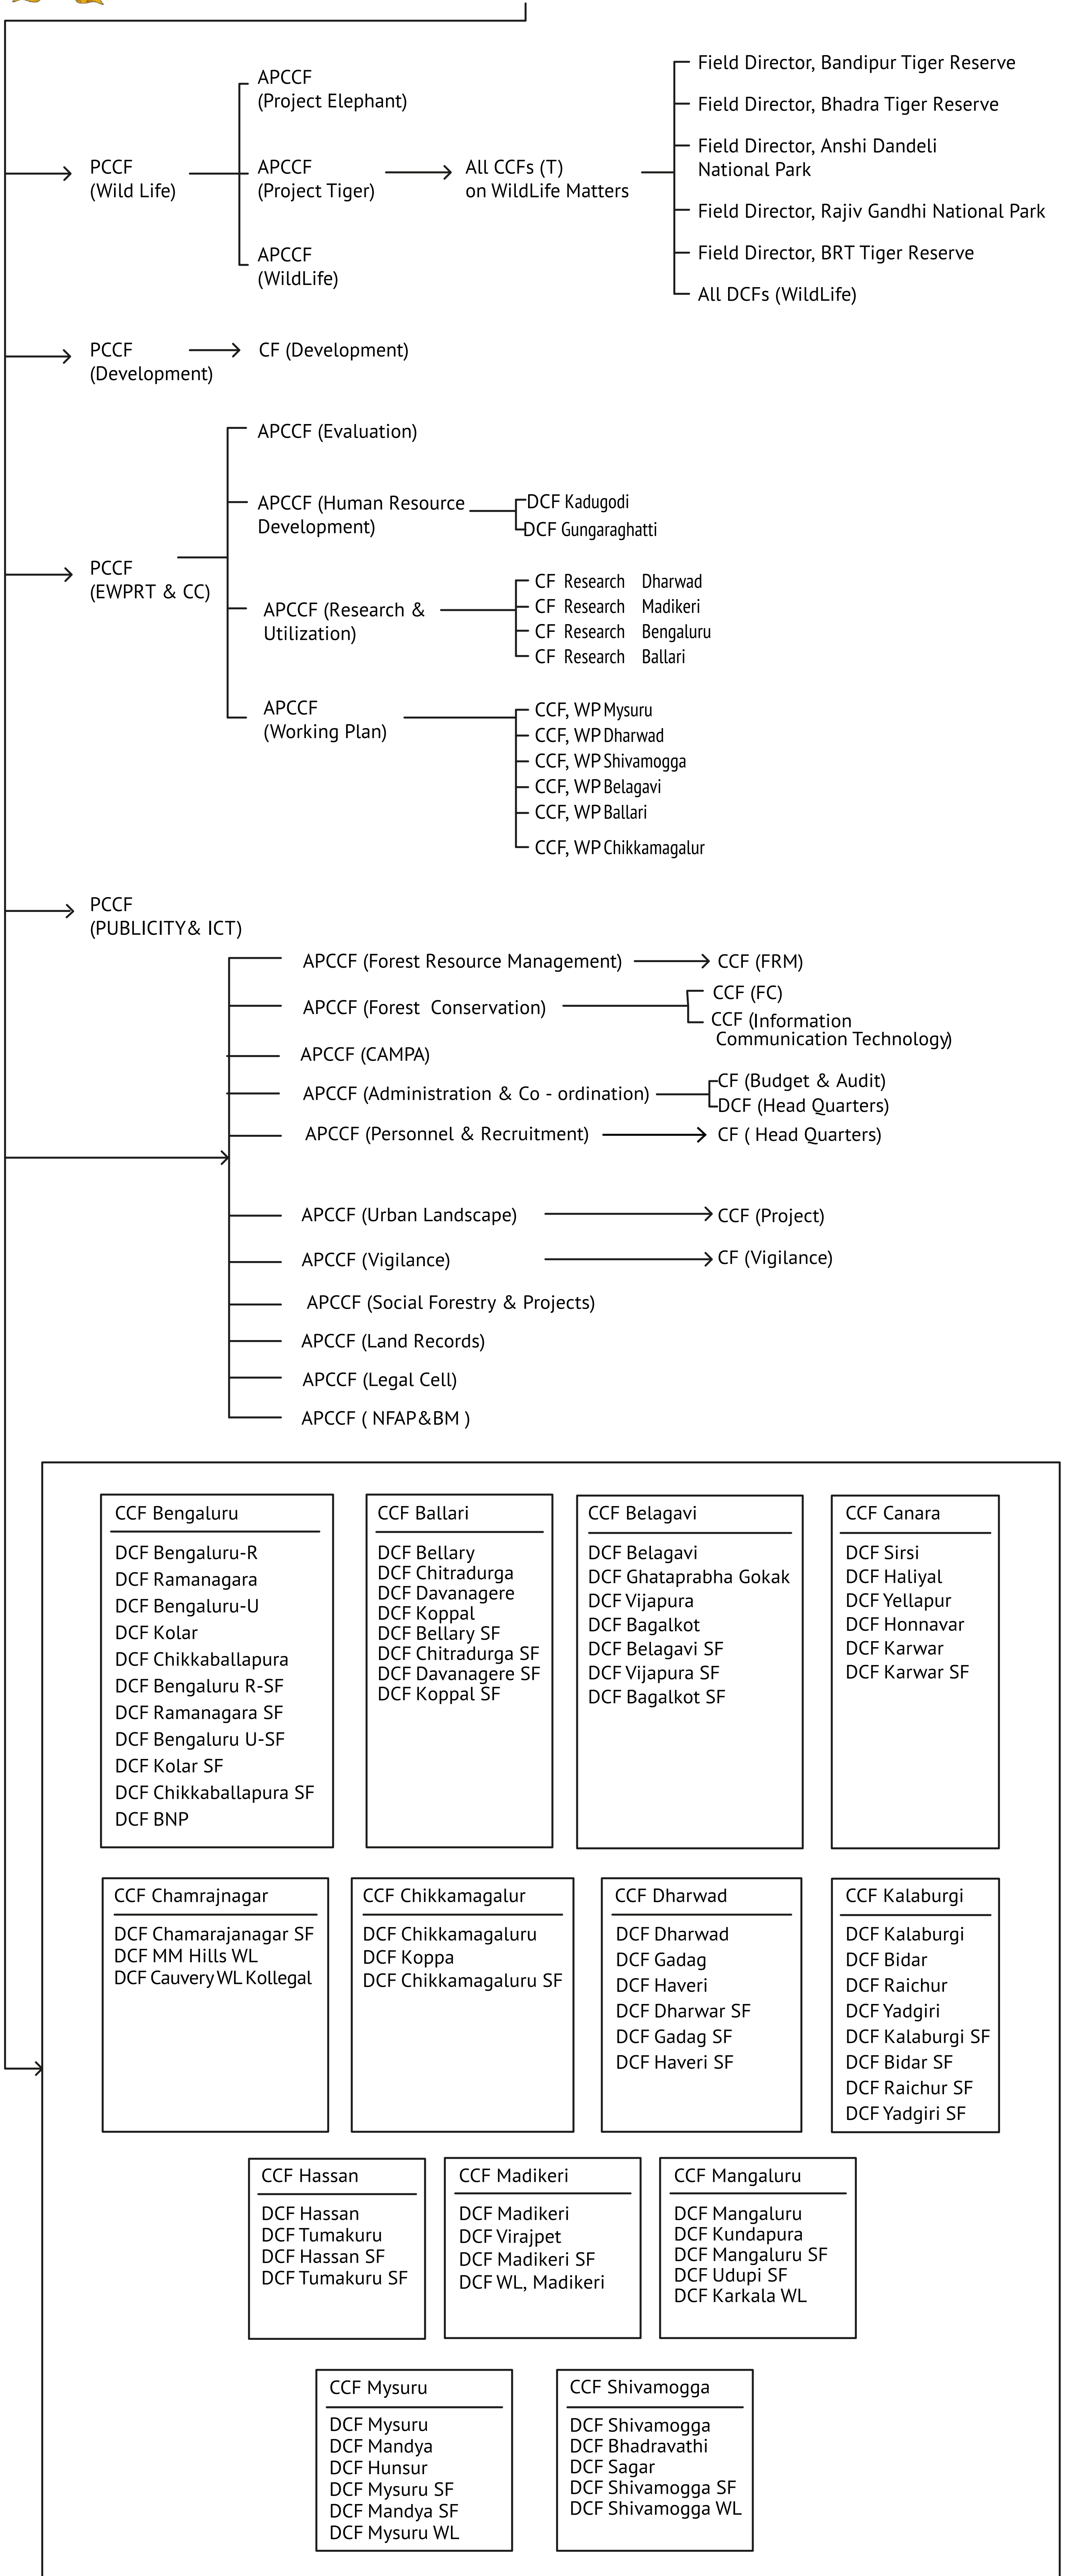 APCCF
(Project Elephant)
PCCF
(Wild Life)
APCCF
(Project Tiger)
APCCF
(WildLife)
All CCFs (T)
on WildLife Matters
Field Director, Bandipur Tiger Reserve
Field Director, Bhadra Tiger Reserve
Field Director, Anshi Dandeli
National Park
Field Director, Rajiv Gandhi National Park
Field Director, BRT Tiger Reserve
All DCFs (WildLife)
PCCF
(Development)
CF (Development)
PCCF
(EWPRT & CC)
APCCF (Evaluation)
APCCF (Human Resource
Development)
DCF Kadugodi
DCF Gungaraghatti
APCCF (Research &
Utilization)
CF Research Dharwad
CF Research Madikeri
CF Research Bengaluru
CF Research Ballari
APCCF
(Working Plan)
CCF, WP Mysuru
CCF, WP Dharwad
CCF, WP Shivamogga
CCF, WP Belagavi
CCF, WP Ballari
CCF, WP Chikkamagalur
PCCF
(PUBLICITY& ICT)
APCCF (Forest Resource Management)
CCF (FRM)
APCCF (Forest Conservation)
CCF (FC)
CCF (Information
Communication Technology)
APCCF (CAMPA)
APCCF (Administration & Co - ordination)
CF (Budget & Audit)
DCF (Head Quarters)
APCCF (Personnel & Recruitment)
CF ( Head Quarters)
APCCF (Urban Landscape)
CCF (Project)
APCCF (Vigilance)
CF (Vigilance)
APCCF (Social Forestry & Projects)
APCCF (Land Records)
APCCF (Legal Cell)
APCCF ( NFAP&BM )
CCF Bengaluru
DCF Bengaluru-R
DCF Ramanagara
DCF Bengaluru-U
DCF Kolar
DCF Chikkaballapura
DCF Bengaluru R-SF
DCF Ramanagara SF
DCF Bengaluru U-SF
DCF Kolar SF
DCF Chikkaballapura SF
DCF BNP
CCF Ballari
DCF Bellary
DCF Chitradurga
DCF Davanagere
DCF Koppal
DCF Bellary SF
DCF Chitradurga SF
DCF Davanagere SF
DCF Koppal SF
CCF Belagavi
DCF Belagavi
DCF Ghataprabha Gokak
DCF Vijapura
DCF Bagalkot
DCF Belagavi SF
DCF Vijapura SF
DCF Bagalkot SF
CCF Canara
DCF Sirsi
DCF Haliyal
DCF Yellapur
DCF Honnavar
DCF Karwar
DCF Karwar SF
CCF Chamrajnagar
DCF Chamarajanagar SF
DCF MM Hills WL
DCF Cauvery WL Kollegal
CCF Chikkamagalur
DCF Chikkamagaluru
DCF Koppa
DCF Chikkamagaluru SF
CCF Dharwad
DCF Dharwad
DCF Gadag
DCF Haveri
DCF Dharwar SF
DCF Gadag SF
DCF Haveri SF
CCF Kalaburgi
DCF Kalaburgi
DCF Bidar
DCF Raichur
DCF Yadgiri
DCF Kalaburgi SF
DCF Bidar SF
DCF Raichur SF
DCF Yadgiri SF
CCF Hassan
DCF Hassan
DCF Tumakuru
DCF Hassan SF
DCF Tumakuru SF
CCF Madikeri
DCF Madikeri
DCF Virajpet
DCF Madikeri SF
DCF WL, Madikeri
CCF Mangaluru
DCF Mangaluru
DCF Kundapura
DCF Mangaluru SF
DCF Udupi SF
DCF Karkala WL
CCF Mysuru
DCF Mysuru
DCF Mandya
DCF Hunsur
DCF Mysuru SF
DCF Mandya SF
DCF Mysuru WL
CCF Shivamogga
DCF Shivamogga
DCF Bhadravathi
DCF Sagar
DCF Shivamogga SF
DCF Shivamogga WL